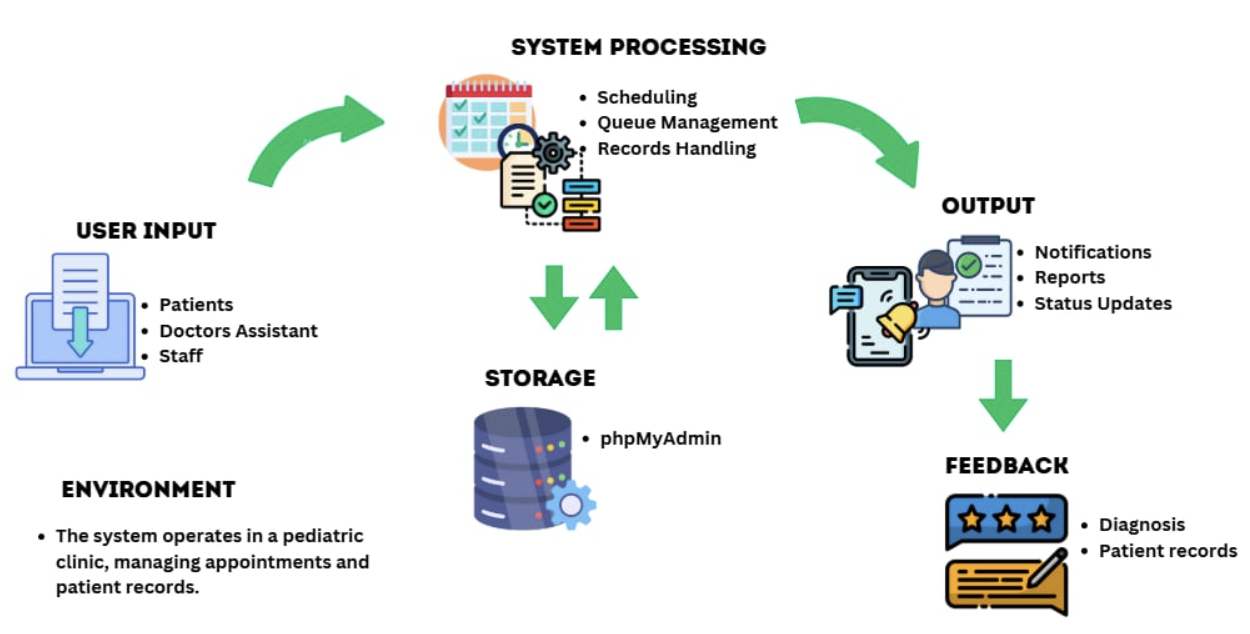 SYSTEM PROCESSING
• Scheduling
• Queue Management
• Records Handling
USER INPUT
• Patients
• Doctors Assistant
• Staff
OUTPUT
• Notifications
• Reports
• Status Updates
STORAGE
• phpMyAdmin
ENVIRONMENT
• The system operates in a pediatric
clinic, managing appointments and
patient records.
FEEDBACK
• Diagnosis
• Patient records